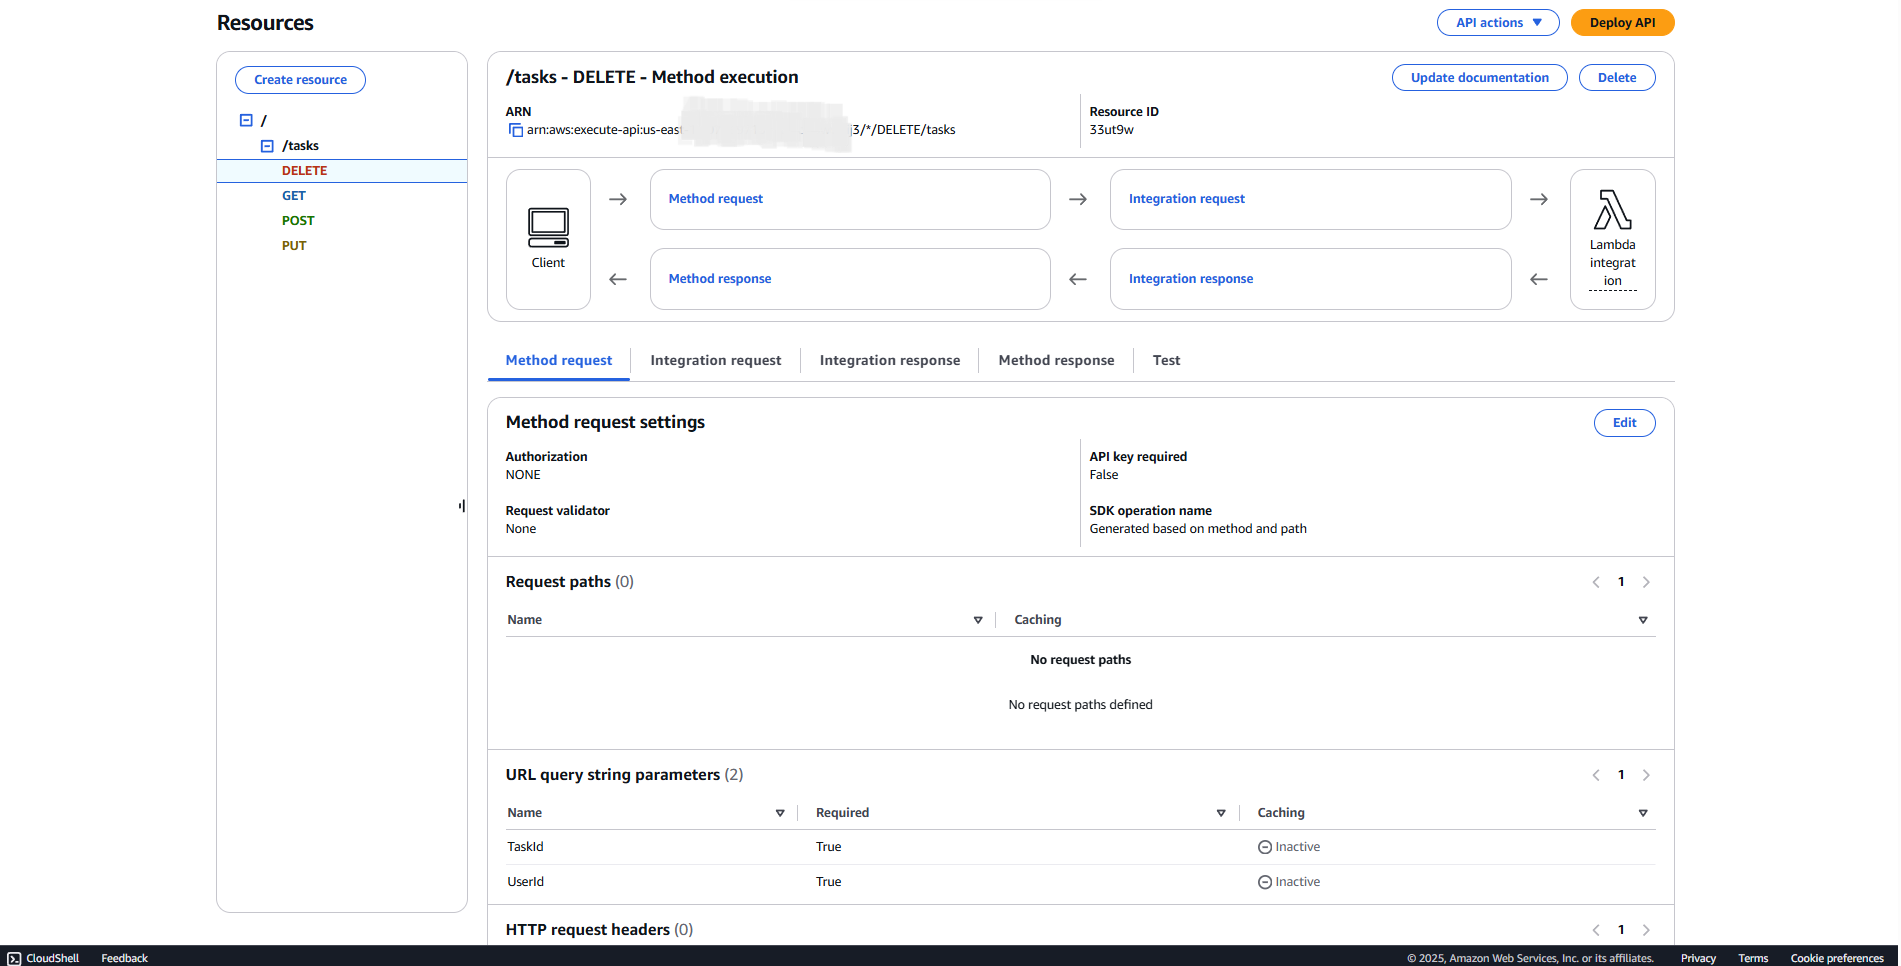 Resources
API actions
Deploy API
Create resource
/
/tasks
DELETE
GET
POST
PUT
/tasks - DELETE - Method execution
Update documentation
Delete
ARN
arn:aws:execute-api:us-eas
j3/*/DELETE/tasks
Resource ID
33ut9w
Client
Method request
Integration request
Method response
Integration response
Lambda
integrat
ion
Method request
Integration request
Integration response
Method response
Test
Method request settings
Edit
Authorization
NONE
API key required
False
Request validator
None
SDK operation name
Generated based on method and path
Request paths (0)
1
Name
Caching
No request paths
No request paths defined
URL query string parameters (2)
1
Name
Required
Caching
TaskId
True
Inactive
UserId
True
Inactive
HTTP request headers (0)
1
CloudShell
Feedback
© 2025, Amazon Web Services, Inc. or its affiliates.
Privacy
Terms
Cookie preferences